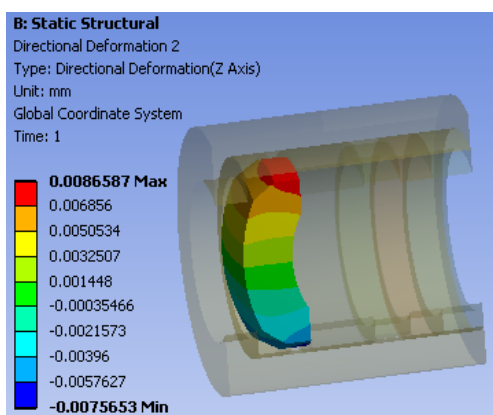 B: Static Structural
Directional Deformation 2
Type: Directional Deformation(Z Axis)
Unit: mm
Global Coordinate System
Time: 1
0.0086587 Max
0.006856
0.0050534
0.0032507
0.001448
-0.00035466
-0.0021573
-0.00396
-0.0057627
-0.0075653 Min